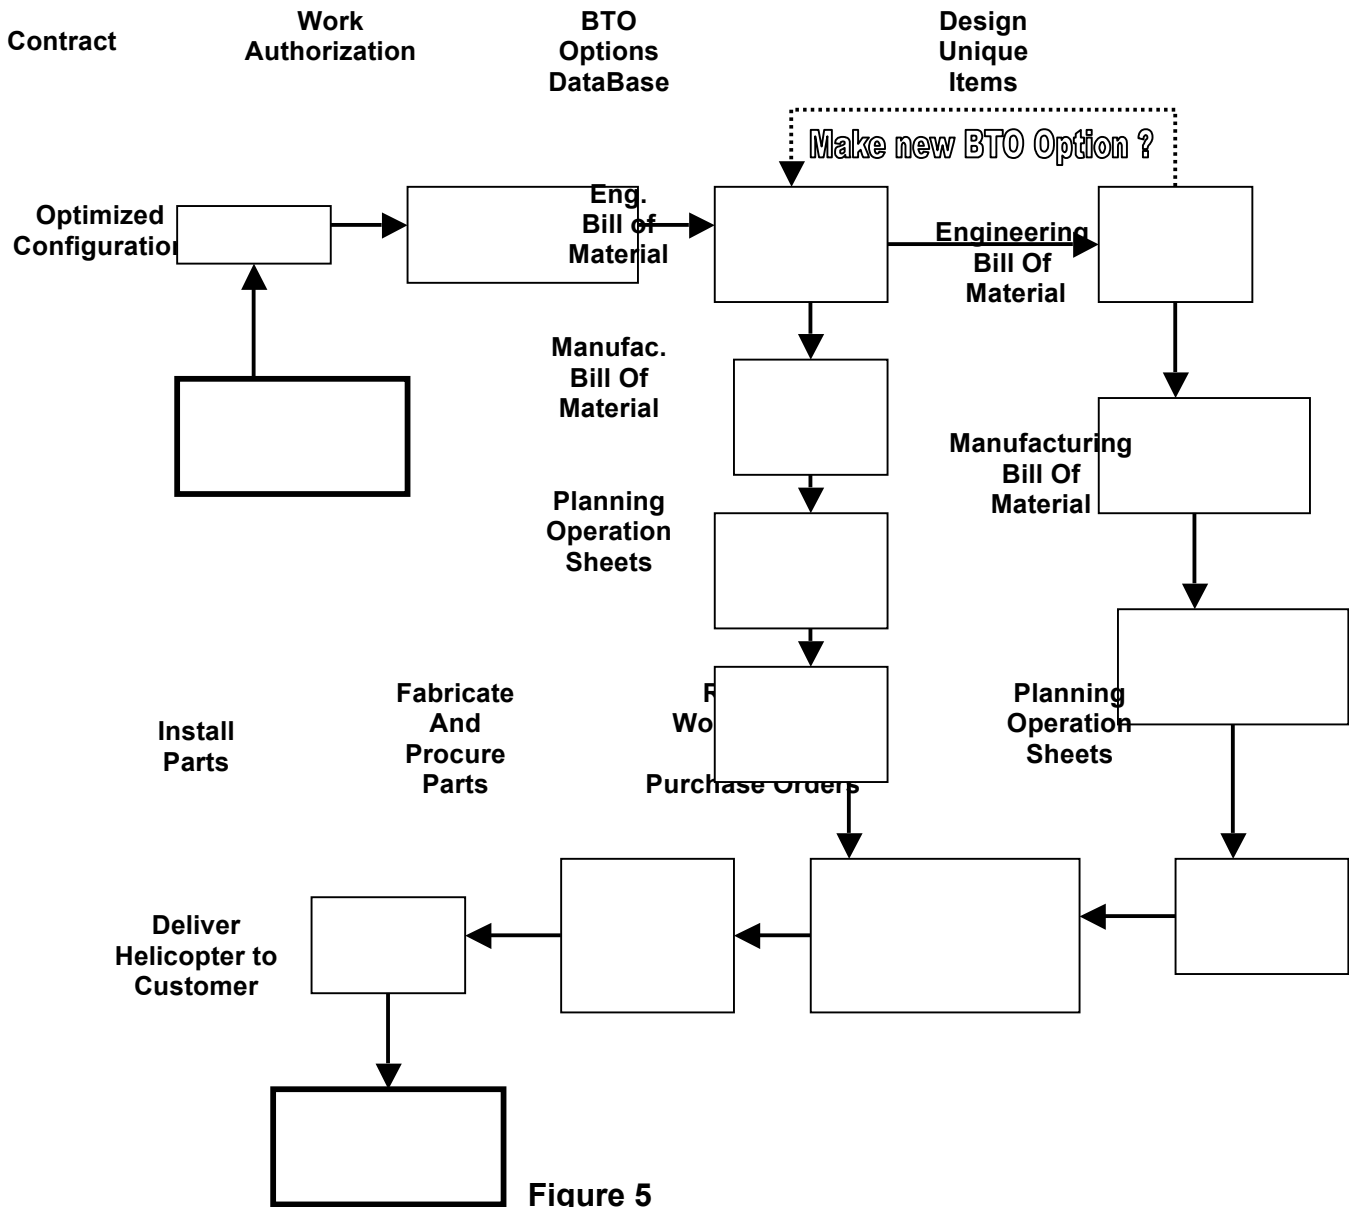 Contract
Work
Authorization
BTO
Options
DataBase
Design
Unique
Items
Make new BTO Option ?
Optimized
Configuration
Eng.
Bill of
Material
Engineering
Bill Of
Material
Manufac.
Bill Of
Material
Manufacturing
Bill Of
Material
Planning
Operation
Sheets
Install
Parts
Fabricate
And
Procure
Parts
Purchase Orders
Planning
Operation
Sheets
Deliver
Helicopter to
Customer
Figure 5